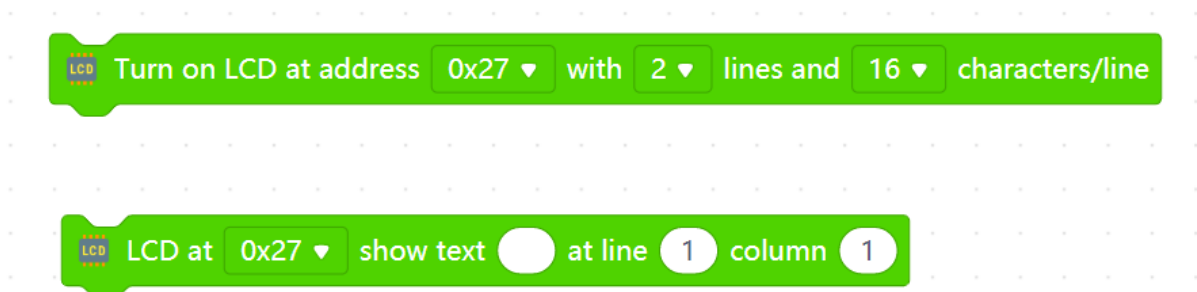 LCD Turn on LCD at address 0x27 with 2 lines and 16 characters/line
LCD LCD at 0x27 show text at line 1 column 1